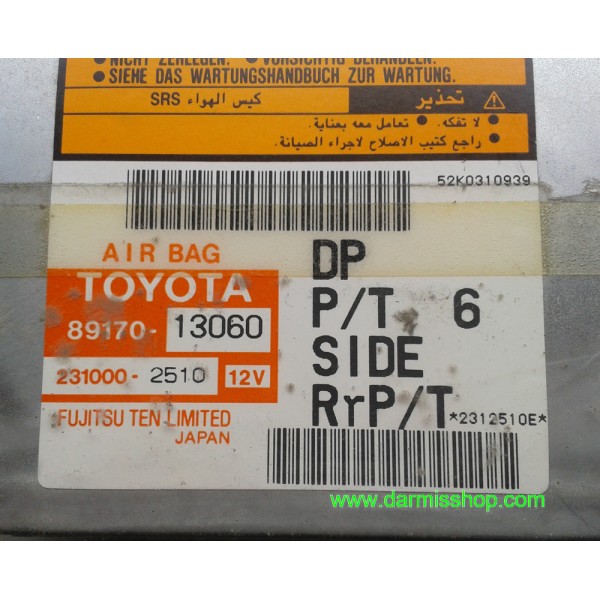 ● NICHT ZERLEGEN. ● VORSICHTIG BEHANDELN.
● SIEHE DAS WARTUNGSHANDBUCH ZUR WARTUNG.
تحذير كيس الهواء SRS
● لا تفكه. ● تعامل معه بعناية.
● راجع كتيب الاصلاح لاجراء الصيانة.
52K0310939
AIR BAG
TOYOTA
89170-13060
231000-2510 12V
FUJITSU TEN LIMITED
JAPAN
DP
P/T 6
SIDE
RrP/T *2312510E*
www.darmisshop.com